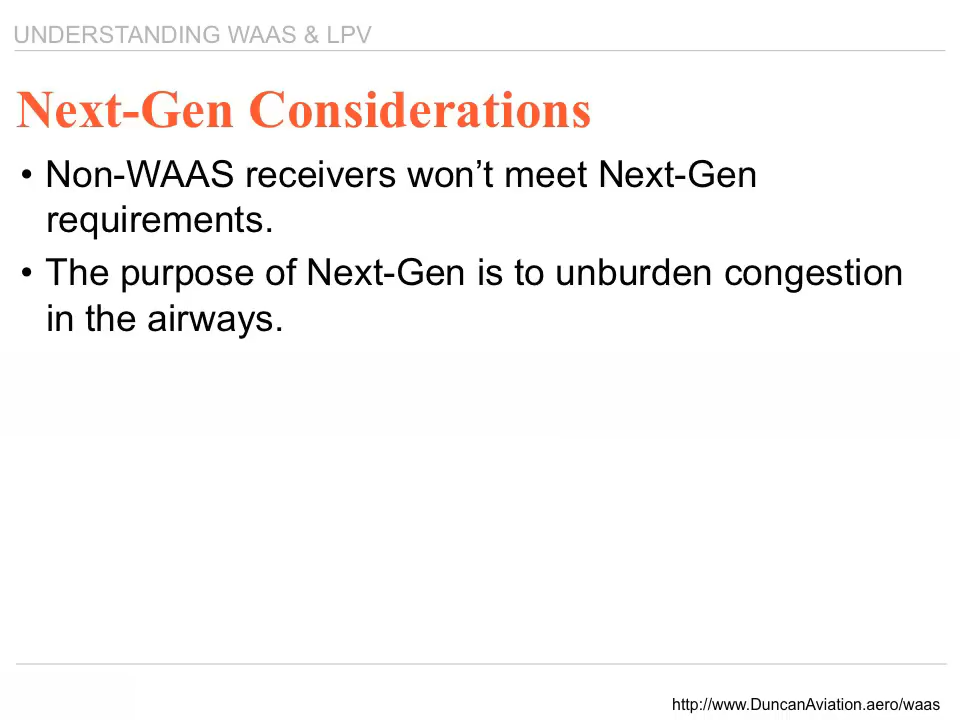 UNDERSTANDING WAAS & LPV
Next-Gen Considerations
• Non-WAAS receivers won’t meet Next-Gen
requirements.
• The purpose of Next-Gen is to unburden congestion
in the airways.
http://www.DuncanAviation.aero/waas